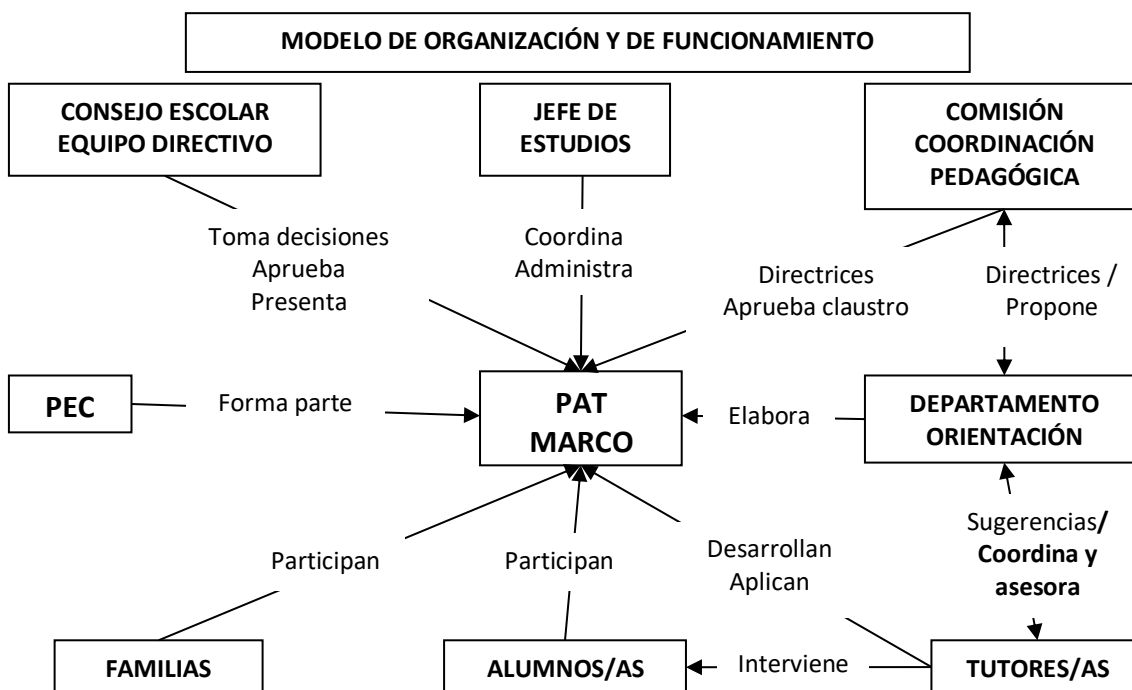 MODELO DE ORGANIZACIÓN Y DE FUNCIONAMIENTO
CONSEJO ESCOLAR
EQUIPO DIRECTIVO
JEFE DE
ESTUDIOS
COMISIÓN
COORDINACIÓN
PEDAGÓGICA
Toma decisiones
Aprueba
Presenta
Coordina
Administra
Directrices
Aprueba claustro
Directrices /
Propone
PEC
Forma parte
PAT
MARCO
Elabora
DEPARTAMENTO
ORIENTACIÓN
Participan
Participan
Desarrollan
Aplican
Sugerencias/
Coordina y
asesora
FAMILIAS
ALUMNOS/AS
Interviene
TUTORES/AS